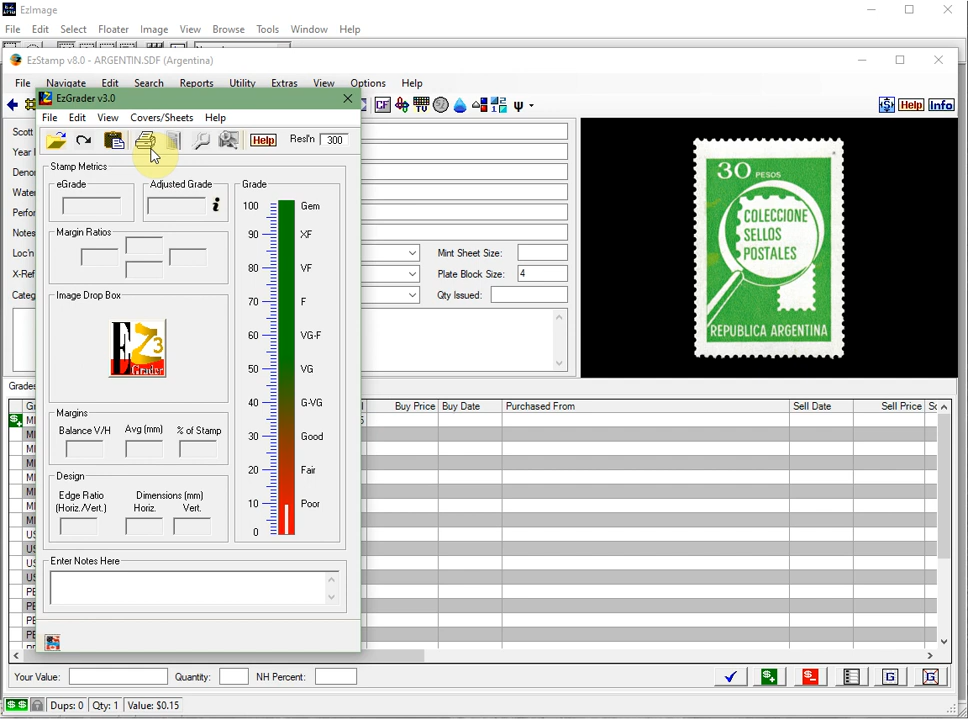 EzImage
File Edit Select Floater Image View Browse Tools Window Help
EzStamp v8.0 - ARGENTIN.SDF (Argentina)
File Navigate Edit Search Reports Utility Extras View Options Help
EzGrader v3.0
CF TV Help Info
File Edit View Covers/Sheets Help
Help Resl'n 300
Scott
Year I
Deno
Water
Perfo
Notes
Loc'n
X-Ref
Categ
Stamp Metrics
eGrade Adjusted Grade Grade
100 Gem
90 XF
80 VF
70 F
60 VG-F
50 VG
40 G-VG
30 Good
20 Fair
10 Poor
0
Margin Ratios
Image Drop Box
EZ3 Grader
Margins
Balance V/H Avg (mm) % of Stamp
Design
Edge Ratio (Horiz./Vert.) Dimensions (mm) Horiz. Vert.
Enter Notes Here
Mint Sheet Size:
Plate Block Size: 4
Qty Issued:
30 PESOS
COLECCIONE
SELLOS
POSTALES
REPUBLICA ARGENTINA
Grades
Buy Price Buy Date Purchased From Sell Date Sell Price
Your Value: Quantity: NH Percent:
$$ Dups: 0 Qty: 1 Value: $0.15